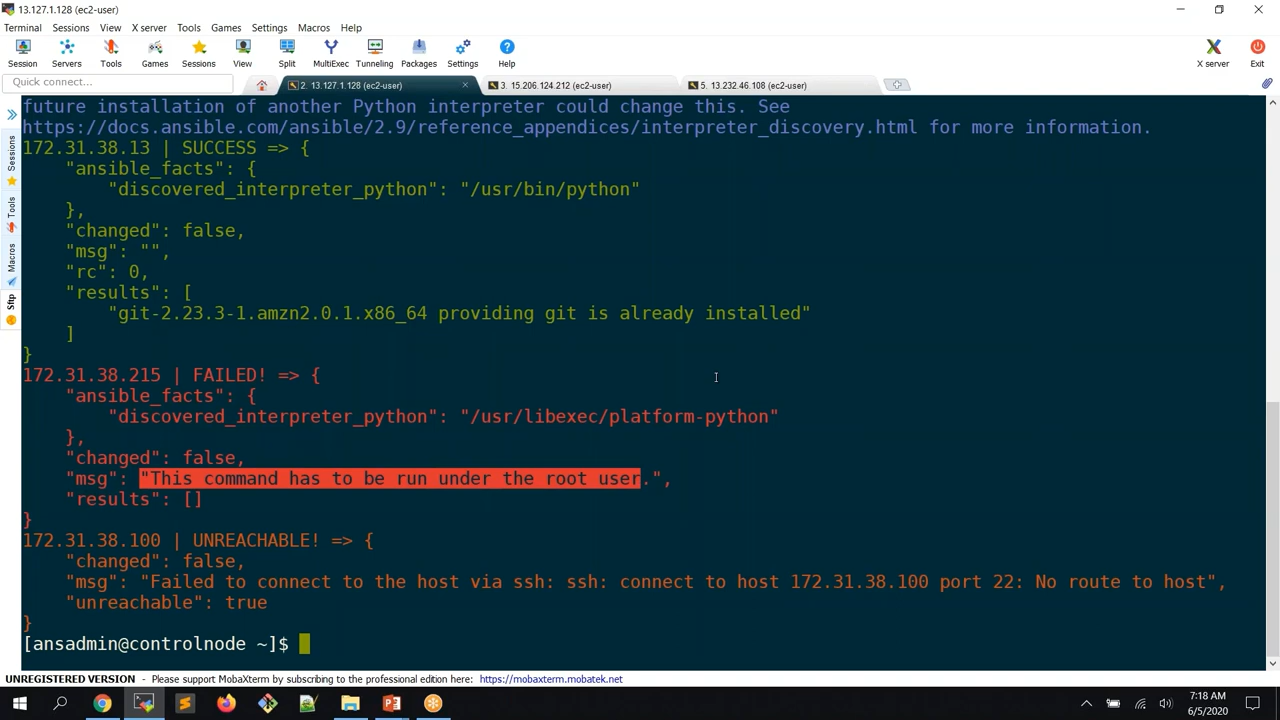 13.127.1.128 (ec2-user)
Terminal Sessions View X server Tools Games Settings Macros Help
Session Servers Tools Games Sessions View Split MultiExec Tunneling Packages Settings Help X server Exit
Quick connect...
2. 13.127.1.128 (ec2-user)
3. 15.206.124.212 (ec2-user)
5. 13.232.46.108 (ec2-user)
Sessions
Tools
Macros
Sftp
future installation of another Python interpreter could change this. See
https://docs.ansible.com/ansible/2.9/reference_appendices/interpreter_discovery.html for more information.
172.31.38.13 | SUCCESS => {
    "ansible_facts": {
        "discovered_interpreter_python": "/usr/bin/python"
    },
    "changed": false,
    "msg": "",
    "rc": 0,
    "results": [
        "git-2.23.3-1.amzn2.0.1.x86_64 providing git is already installed"
    ]
}
172.31.38.215 | FAILED! => {
    "ansible_facts": {
        "discovered_interpreter_python": "/usr/libexec/platform-python"
    },
    "changed": false,
    "msg": "This command has to be run under the root user.",
    "results": []
}
172.31.38.100 | UNREACHABLE! => {
    "changed": false,
    "msg": "Failed to connect to the host via ssh: ssh: connect to host 172.31.38.100 port 22: No route to host",
    "unreachable": true
}
[ansadmin@controlnode ~]$
UNREGISTERED VERSION - Please support MobaXterm by subscribing to the professional edition here: https://mobaxterm.mobatek.net
7:18 AM
6/5/2020